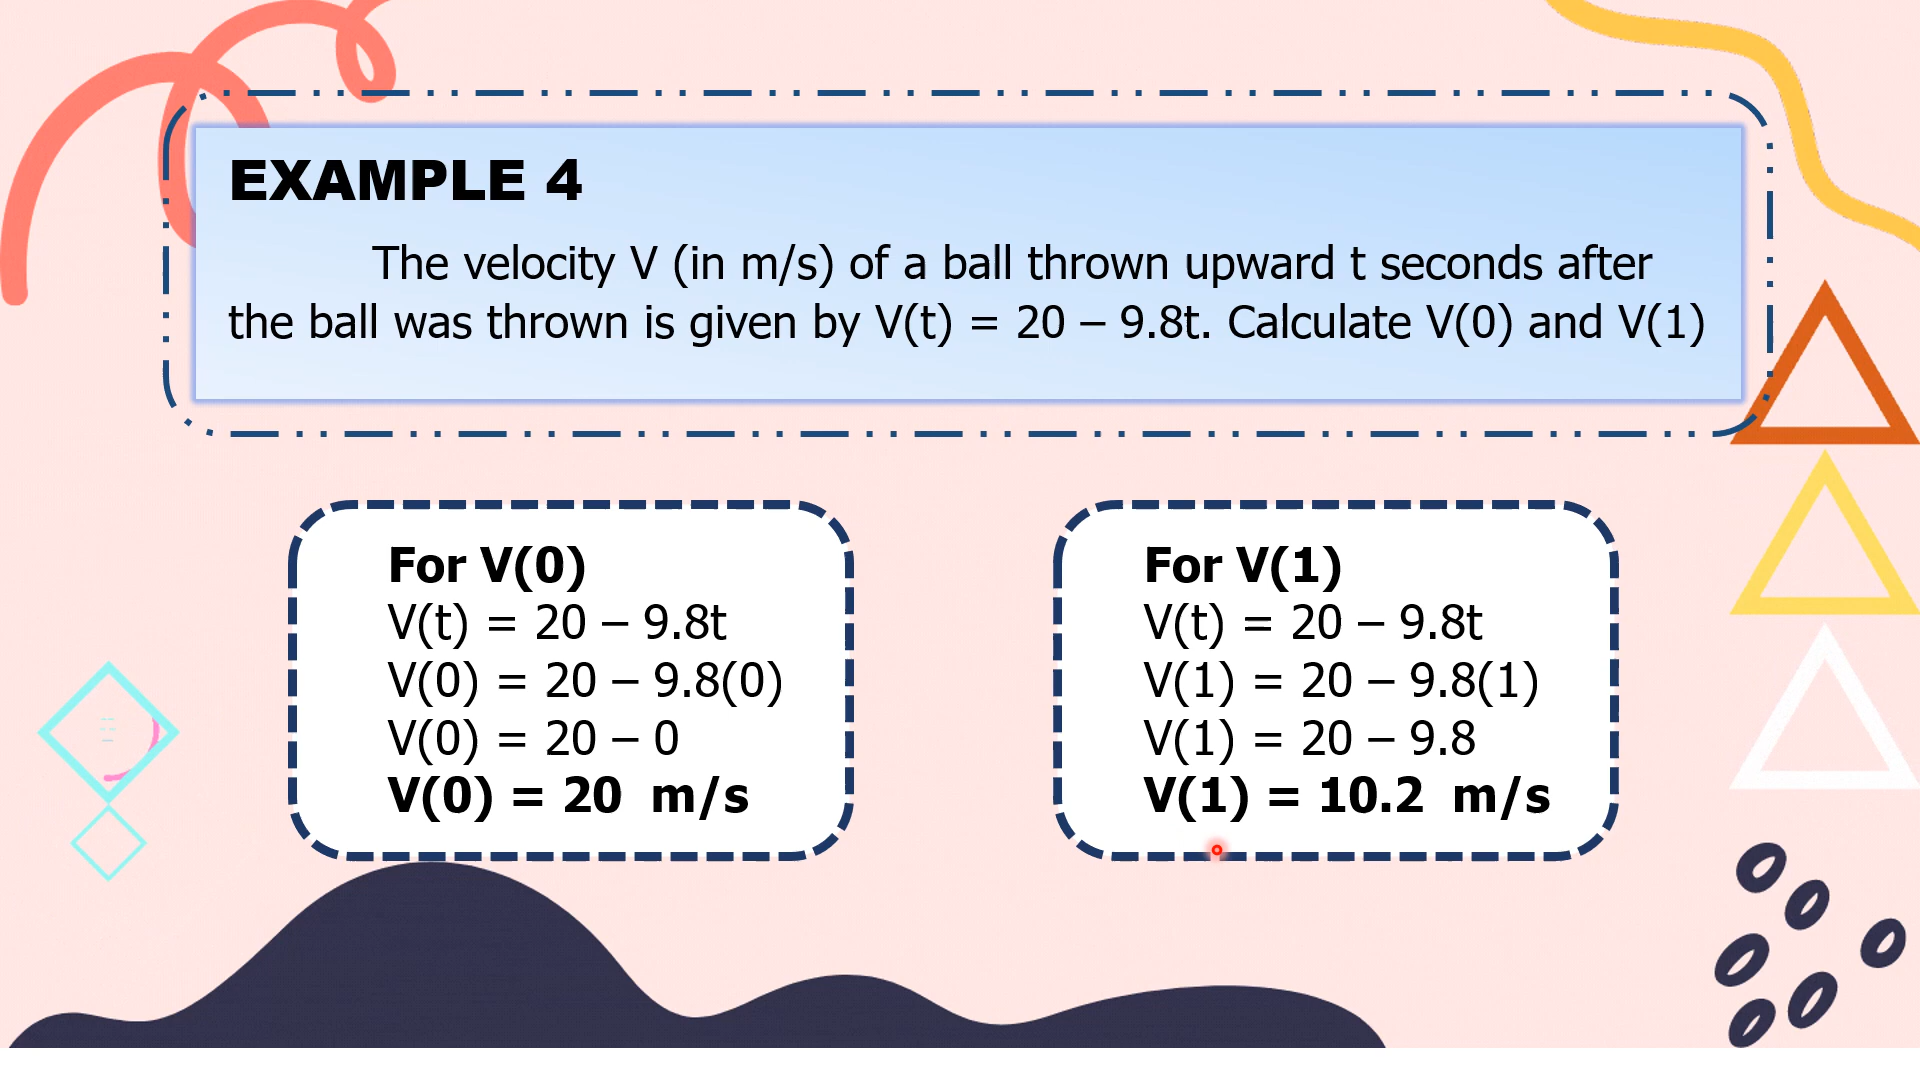 EXAMPLE 4
The velocity V (in m/s) of a ball thrown upward t seconds after
the ball was thrown is given by V(t) = 20 – 9.8t. Calculate V(0) and V(1)
For V(0)
V(t) = 20 – 9.8t
V(0) = 20 – 9.8(0)
V(0) = 20 – 0
V(0) = 20 m/s
For V(1)
V(t) = 20 – 9.8t
V(1) = 20 – 9.8(1)
V(1) = 20 – 9.8
V(1) = 10.2 m/s